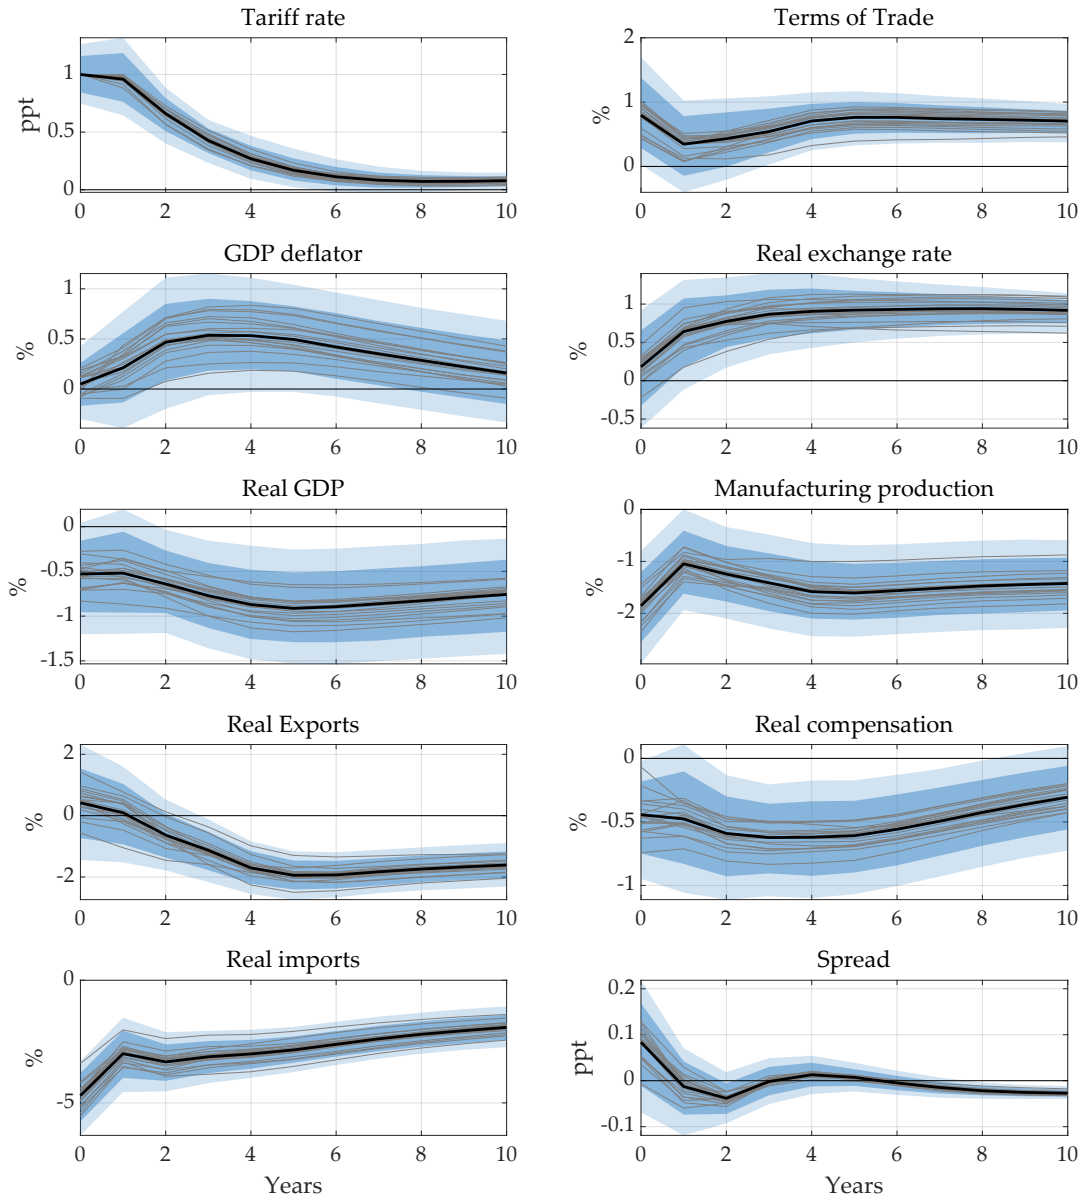 Tariff rate
1
0.5
0
ppt
0 2 4 6 8 10
Terms of Trade
2
1
0
%
0 2 4 6 8 10
GDP deflator
1
0.5
0
%
0 2 4 6 8 10
Real exchange rate
1
0.5
0
-0.5
%
0 2 4 6 8 10
Real GDP
0
-0.5
-1
-1.5
%
0 2 4 6 8 10
Manufacturing production
0
-1
-2
%
0 2 4 6 8 10
Real Exports
2
0
-2
%
0 2 4 6 8 10
Real compensation
0
-0.5
-1
%
0 2 4 6 8 10
Real imports
0
-5
%
0 2 4 6 8 10
Years
Spread
0.2
0.1
0
-0.1
ppt
0 2 4 6 8 10
Years